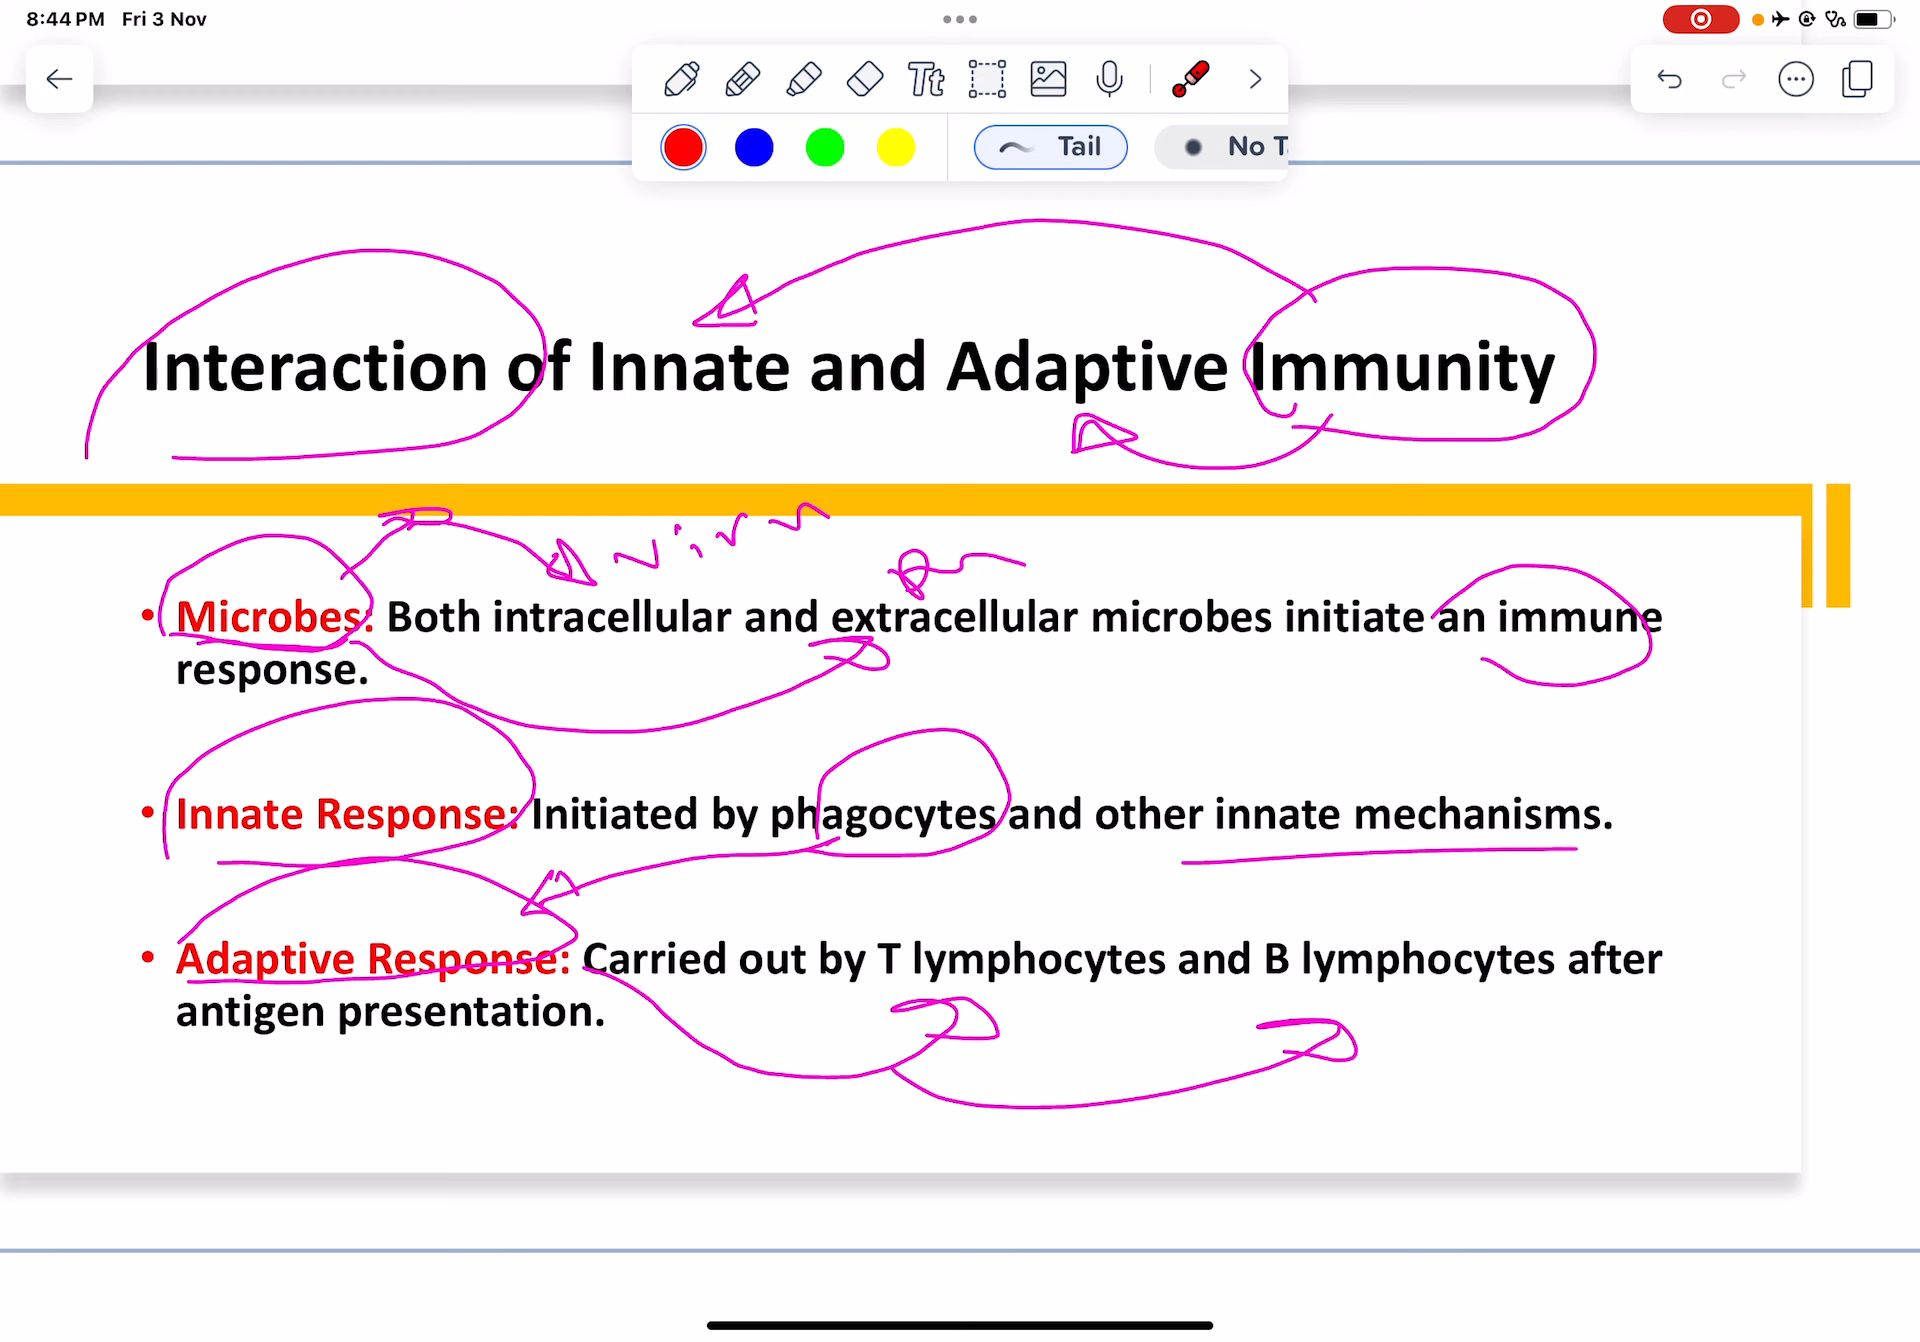 8:44 PM Fri 3 Nov
Tt
Tail No T
Interaction of Innate and Adaptive Immunity
• Microbes: Both intracellular and extracellular microbes initiate an immune
response.
• Innate Response: Initiated by phagocytes and other innate mechanisms.
• Adaptive Response: Carried out by T lymphocytes and B lymphocytes after
antigen presentation.